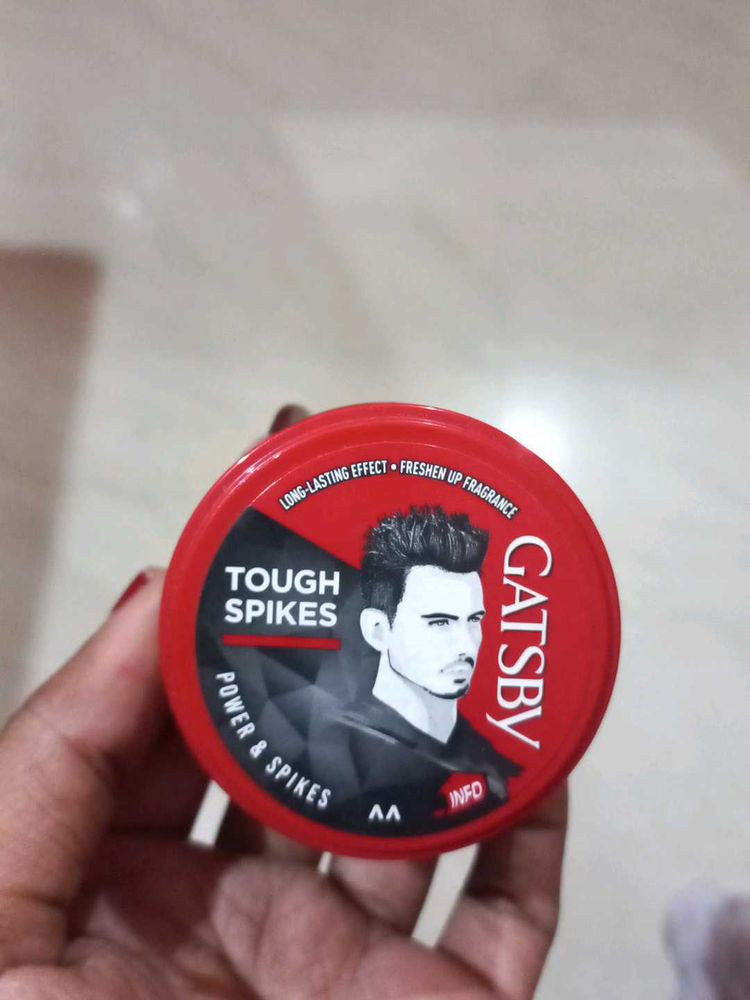 LONG-LASTING EFFECT • FRESHEN UP FRAGRANCE
GATSBY
TOUGH
SPIKES
POWER & SPIKES
INFO